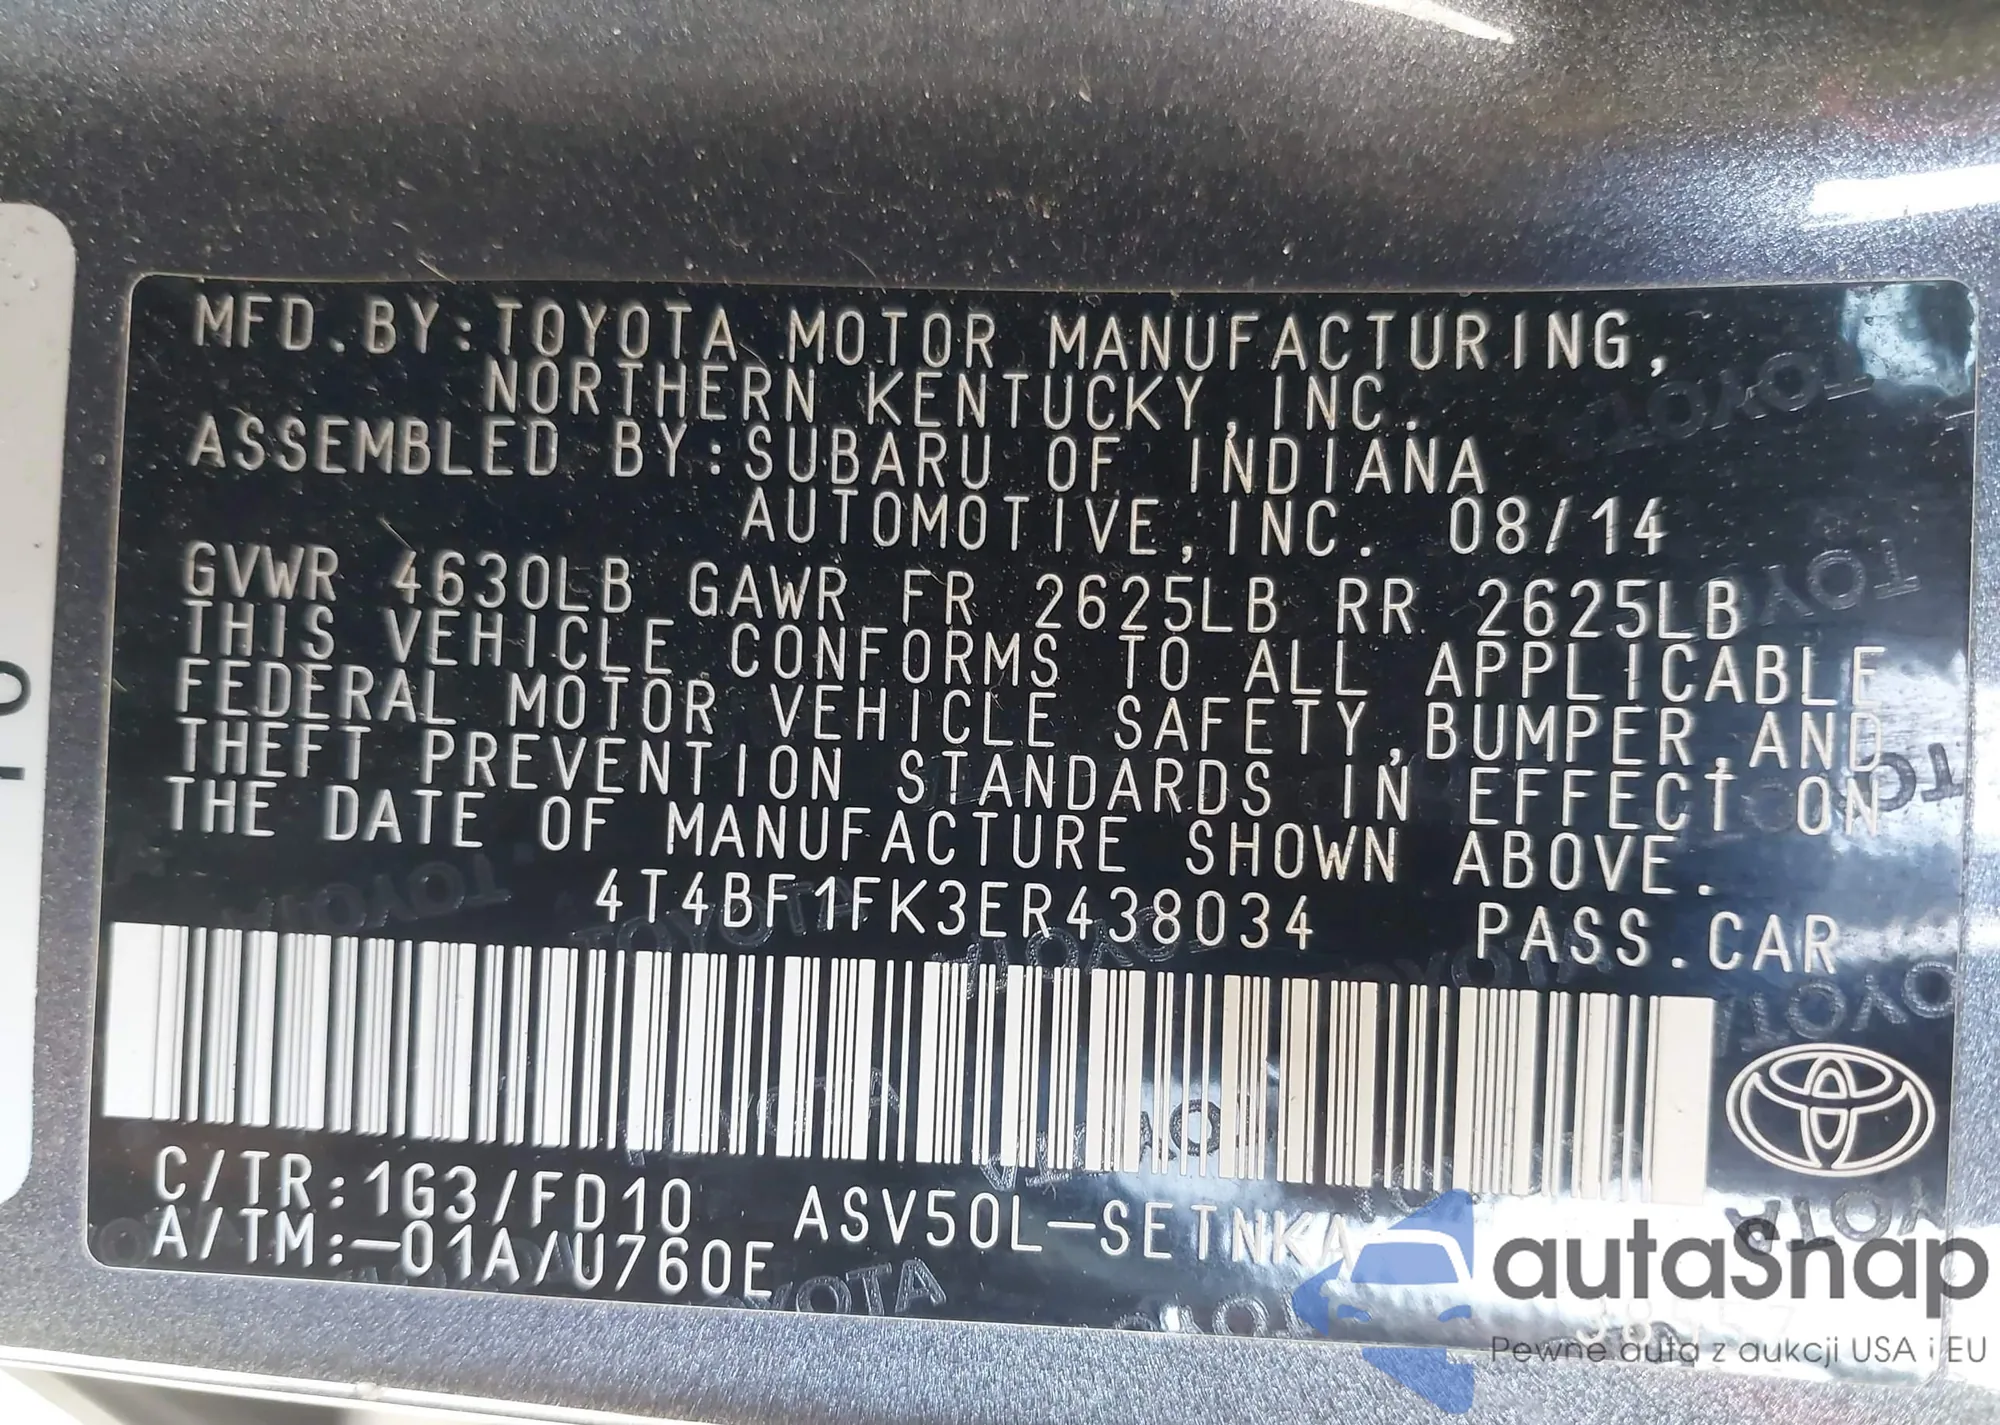 MFD.BY:TOYOTA MOTOR MANUFACTURING,
NORTHERN KENTUCKY,INC.
ASSEMBLED BY:SUBARU OF INDIANA
AUTOMOTIVE,INC. 08/14
GVWR 4630LB GAWR FR 2625LB RR 2625LB
THIS VEHICLE CONFORMS TO ALL APPLICABLE
FEDERAL MOTOR VEHICLE SAFETY,BUMPER,AND
THEFT PREVENTION STANDARDS IN EFFECT ON
THE DATE OF MANUFACTURE SHOWN ABOVE.
4T4BF1FK3ER438034 PASS.CAR
C/TR:1G3/FD10 ASV50L-SETNKA
A/TM:-01A/U760E
autaSnap
Pewne auta z aukcji USA i EU